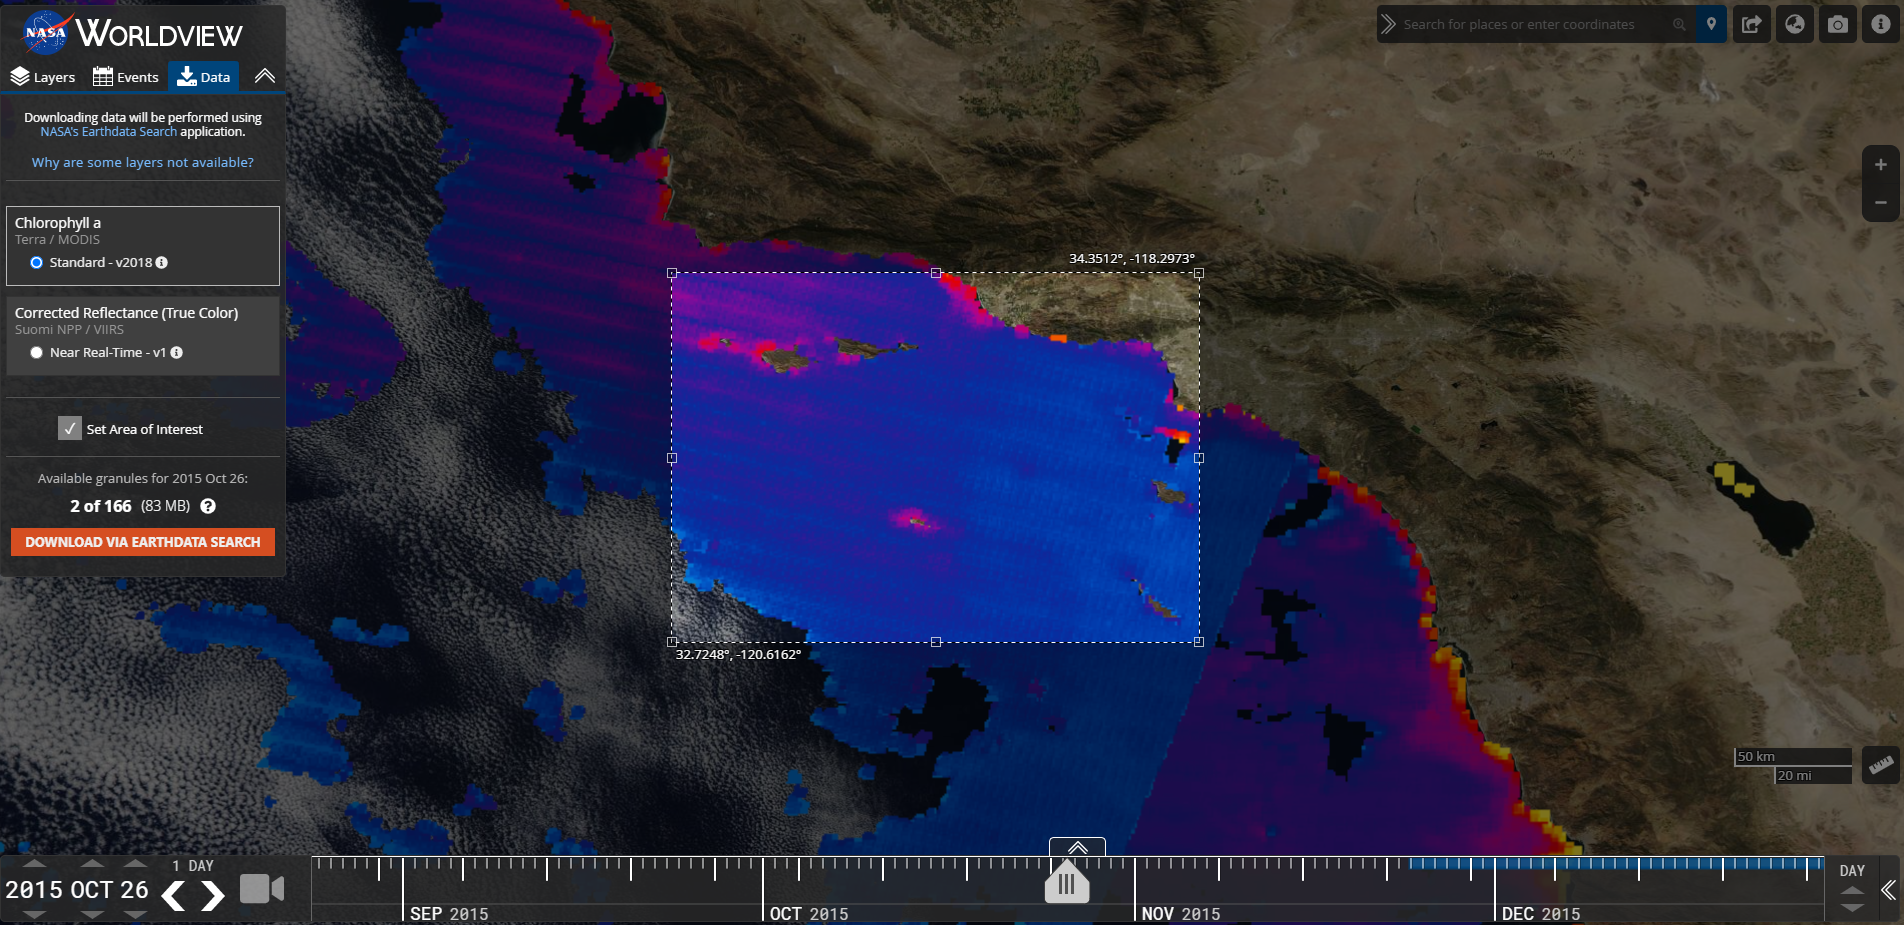 NASA WORLDVIEW
Layers
Events
Data
Downloading data will be performed using
NASA's Earthdata Search application.
Why are some layers not available?
Chlorophyll a
Terra / MODIS
Standard - v2018
Corrected Reflectance (True Color)
Suomi NPP / VIIRS
Near Real-Time - v1
✓ Set Area of Interest
Available granules for 2015 Oct 26:
2 of 166 (83 MB) ?
DOWNLOAD VIA EARTHDATA SEARCH
Search for places or enter coordinates
34.3512°, -118.2973°
32.7248°, -120.6162°
+
−
50 km
20 mi
1 DAY
2015 OCT 26
SEP 2015
OCT 2015
NOV 2015
DEC 2015
DAY